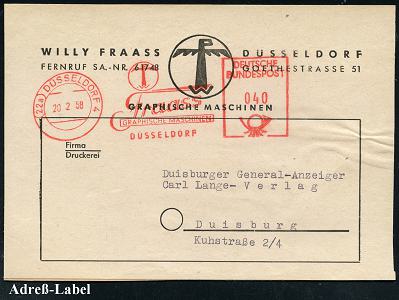 WILLY FRAASS
DÜSSELDORF
FERNRUF SA.-NR. 61748
GOETHESTRASSE 51
(22a) DÜSSELDORF 4
20 2 58
Fraass
GRAPHISCHE MASCHINEN
DÜSSELDORF
DEUTSCHE
BUNDESPOST
040
GRAPHISCHE MASCHINEN
Firma
Druckerei
Duisburger General-Anzeiger
Carl Lange-Verlag
Duisburg
Kuhstraße 2/4
Adreß-Label